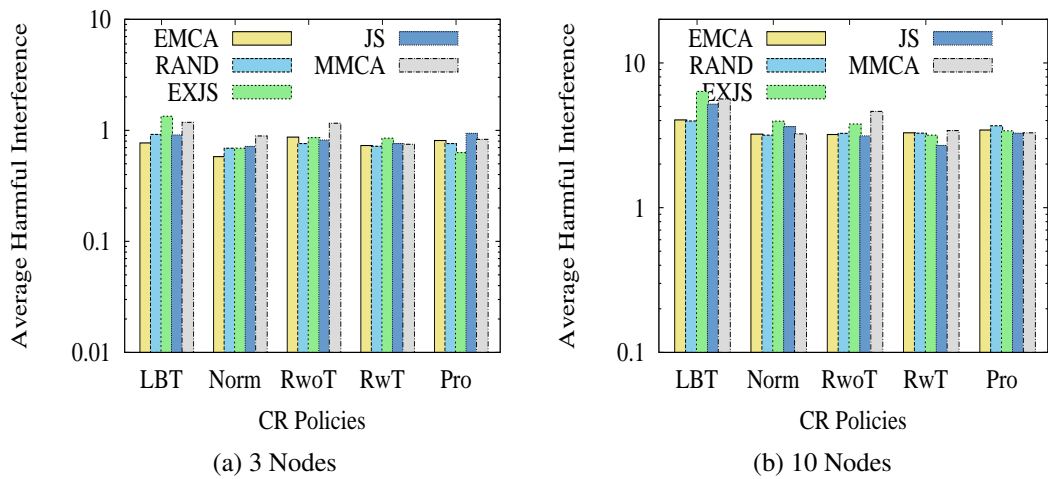 Average Harmful Interference
10
1
0.1
0.01
EMCA
RAND
EXJS
JS
MMCA
LBT Norm RwoT RwT Pro
CR Policies
(a) 3 Nodes
Average Harmful Interference
10
1
0.1
EMCA
RAND
EXJS
JS
MMCA
LBT Norm RwoT RwT Pro
CR Policies
(b) 10 Nodes